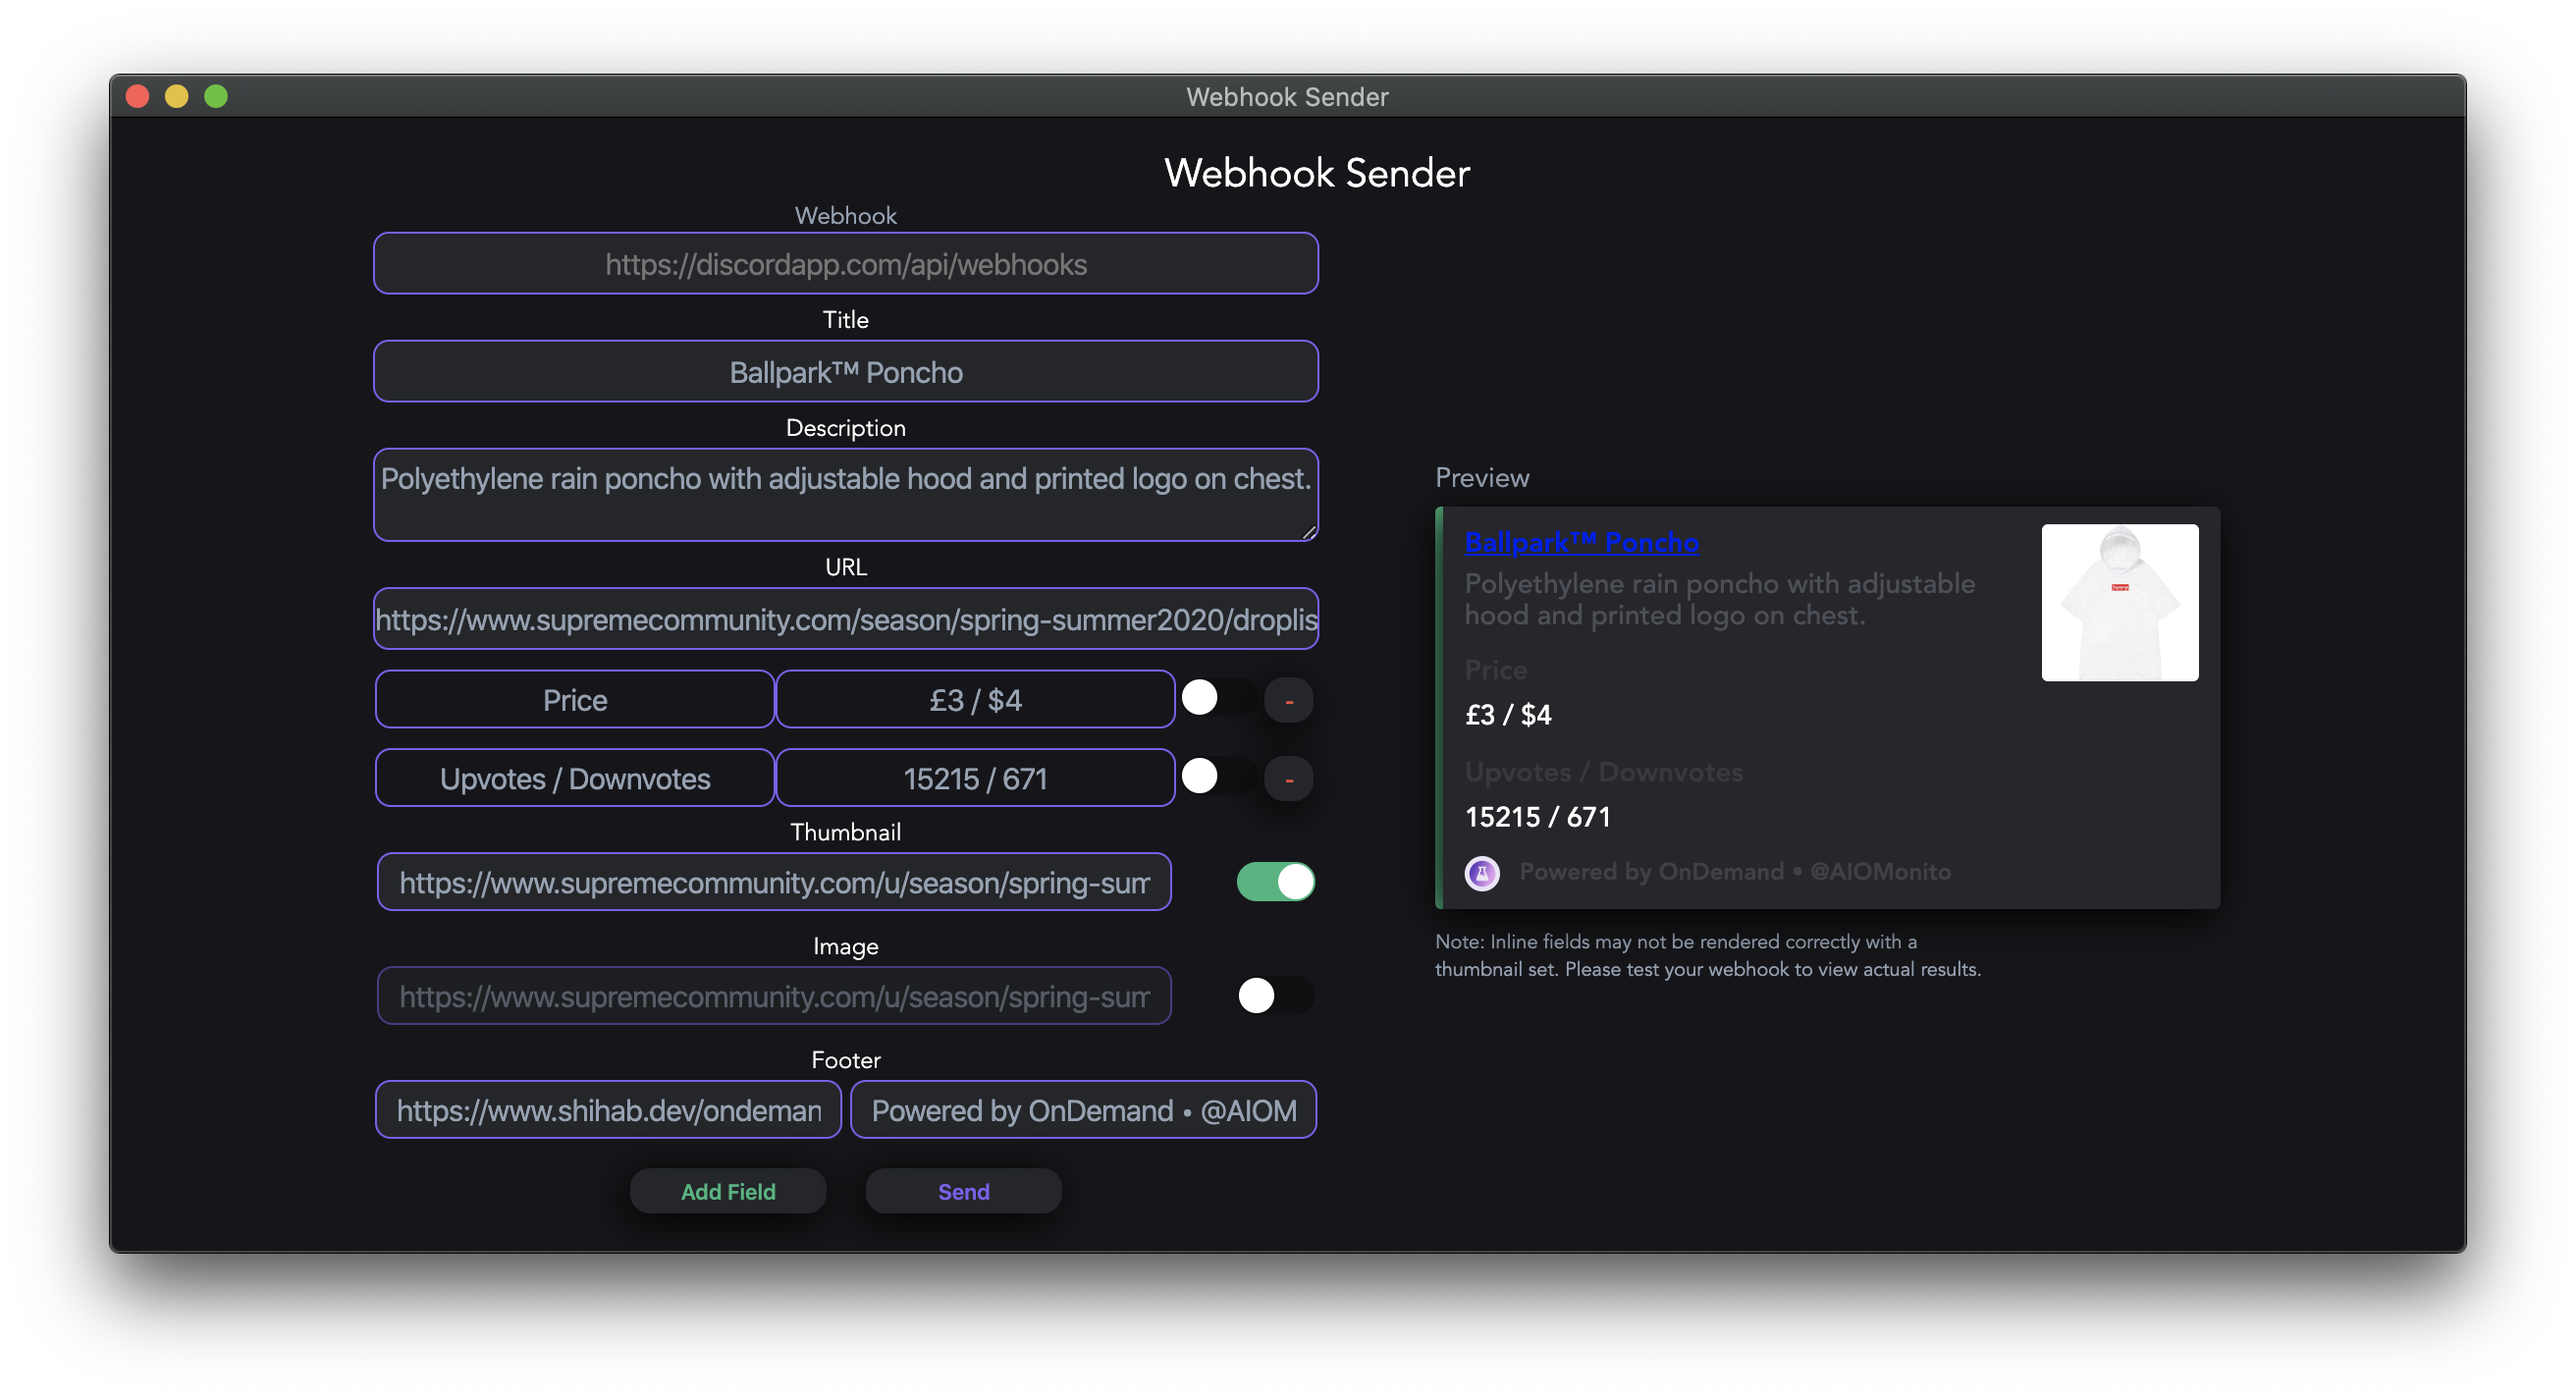 Webhook Sender
Webhook Sender
Webhook
https://discordapp.com/api/webhooks
Title
Ballpark™ Poncho
Description
Polyethylene rain poncho with adjustable hood and printed logo on chest.
URL
https://www.supremecommunity.com/season/spring-summer2020/droplis
Price
£3 / $4
-
Upvotes / Downvotes
15215 / 671
-
Thumbnail
https://www.supremecommunity.com/u/season/spring-sum
Image
https://www.supremecommunity.com/u/season/spring-sum
Footer
https://www.shihab.dev/ondeman
Powered by OnDemand • @AIOM
Add Field
Send
Preview
Ballpark™ Poncho
Polyethylene rain poncho with adjustable
hood and printed logo on chest.
Price
£3 / $4
Upvotes / Downvotes
15215 / 671
Powered by OnDemand • @AIOMonito
Note: Inline fields may not be rendered correctly with a
thumbnail set. Please test your webhook to view actual results.